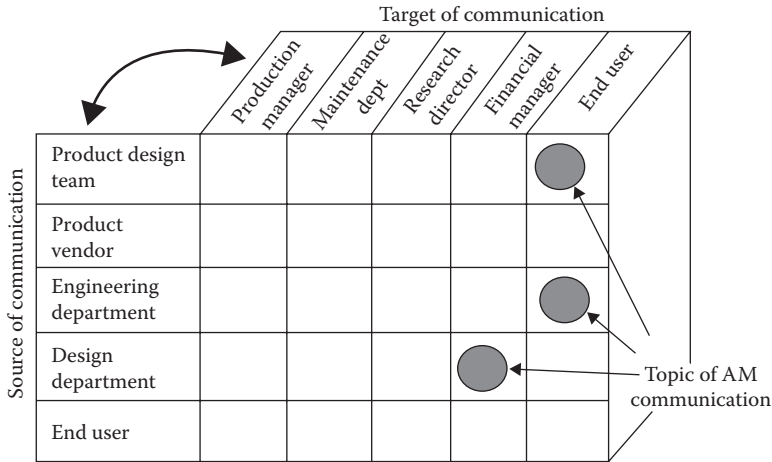 Target of communication
Production
manager
Maintenance
dept
Research
director
Financial
manager
End user
Source of communication
Product design
team
Product
vendor
Engineering
department
Design
department
End user
Topic of AM
communication